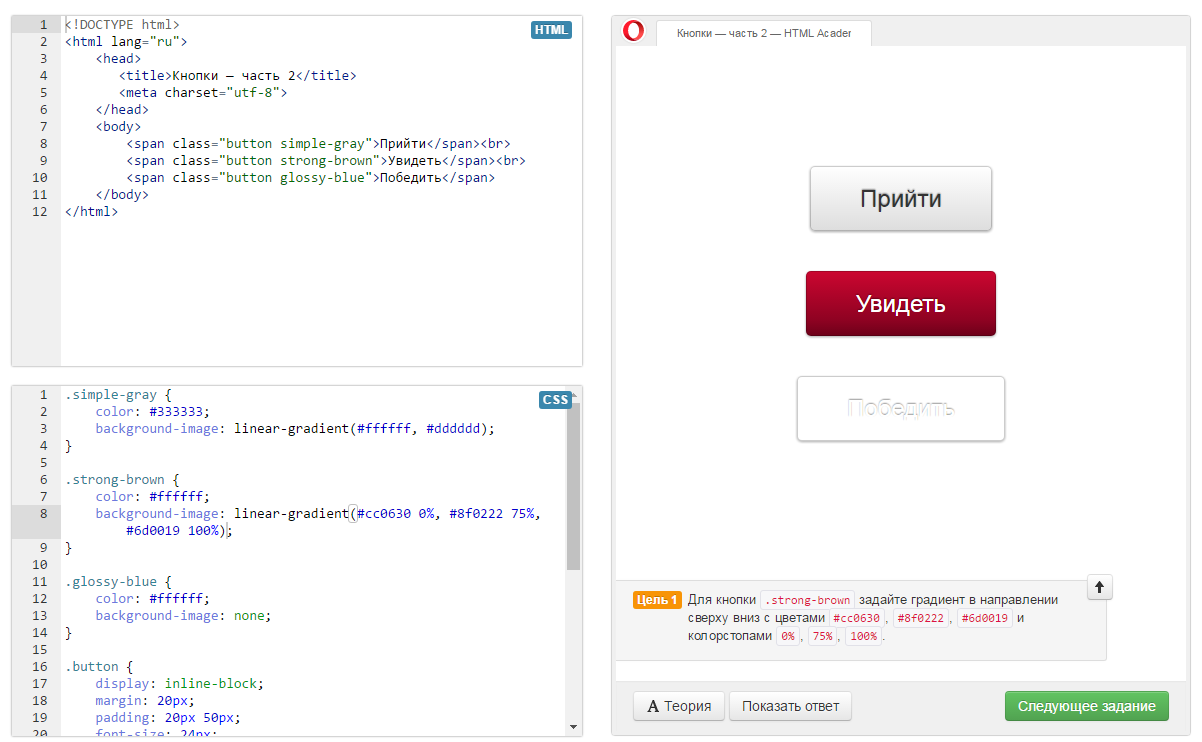 HTML
1 <!DOCTYPE html>
2 <html lang="ru">
3 <head>
4 <title>Кнопки — часть 2</title>
5 <meta charset="utf-8">
6 </head>
7 <body>
8 <span class="button simple-gray">Прийти</span><br>
9 <span class="button strong-brown">Увидеть</span><br>
10 <span class="button glossy-blue">Победить</span>
11 </body>
12 </html>
CSS
1 .simple-gray {
2 color: #333333;
3 background-image: linear-gradient(#ffffff, #dddddd);
4 }
5
6 .strong-brown {
7 color: #ffffff;
8 background-image: linear-gradient(#cc0630 0%, #8f0222 75%,
#6d0019 100%);
9 }
10
11 .glossy-blue {
12 color: #ffffff;
13 background-image: none;
14 }
15
16 .button {
17 display: inline-block;
18 margin: 20px;
19 padding: 20px 50px;
20 font-size: 24px;
Кнопки — часть 2 — HTML Acader
Прийти
Увидеть
Победить
Цель 1 Для кнопки .strong-brown задайте градиент в направлении
сверху вниз с цветами #cc0630, #8f0222, #6d0019 и
колорстопами 0%, 75%, 100%.
A Теория
Показать ответ
Следующее задание